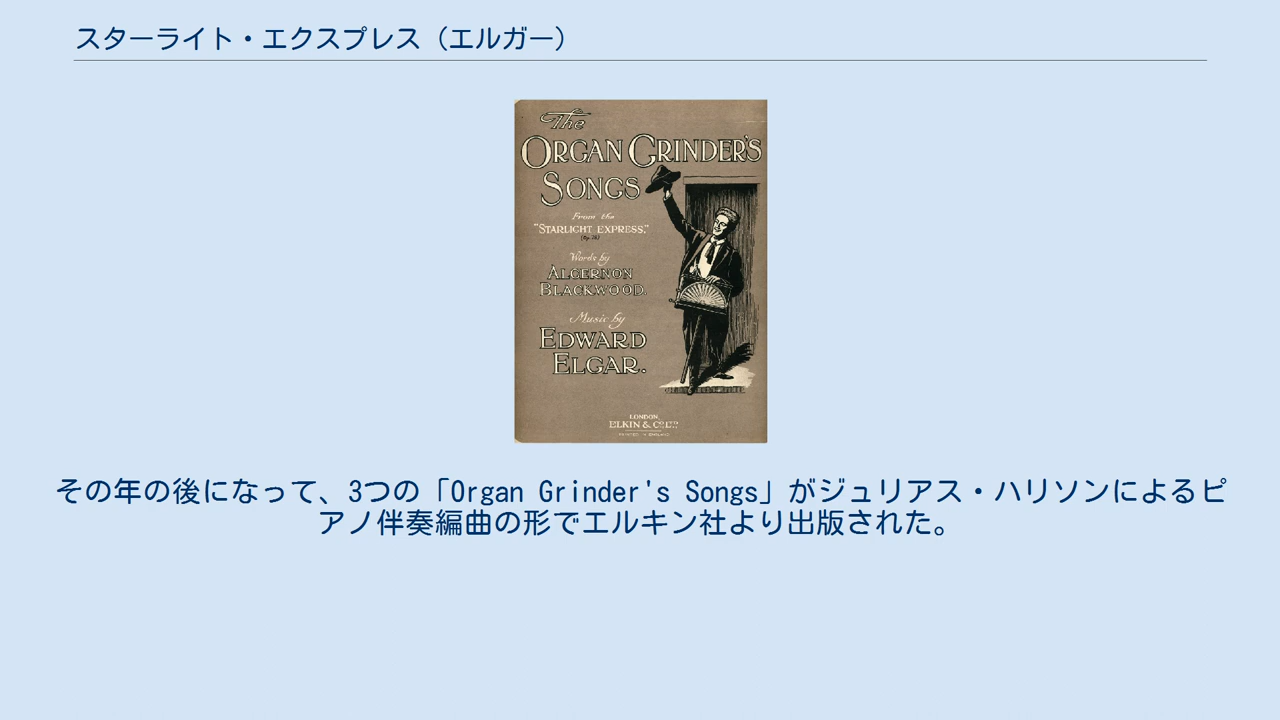 スターライト・エクスプレス（エルガー）
The
ORGAN GRINDER'S
SONGS
From the
"STARLIGHT EXPRESS,"
(Op. 78)
Words by
ALGERNON
BLACKWOOD.
Music by
EDWARD
ELGAR.
LONDON,
ELKIN & CO. LTD.
その年の後になって、3つの「Organ Grinder's Songs」がジュリアス・ハリソンによるピ
アノ伴奏編曲の形でエルキン社より出版された。